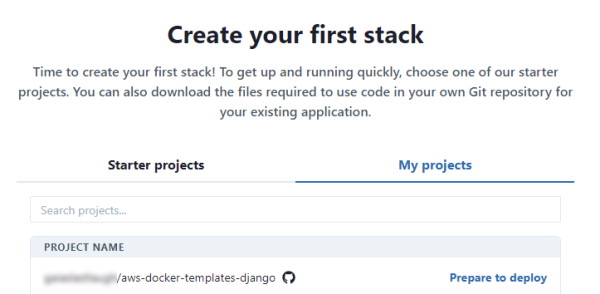 Create your first stack
Time to create your first stack! To get up and running quickly, choose one of our starter
projects. You can also download the files required to use code in your own Git repository for
your existing application.
Starter projects My projects
Search projects...
PROJECT NAME
/aws-docker-templates-django Prepare to deploy